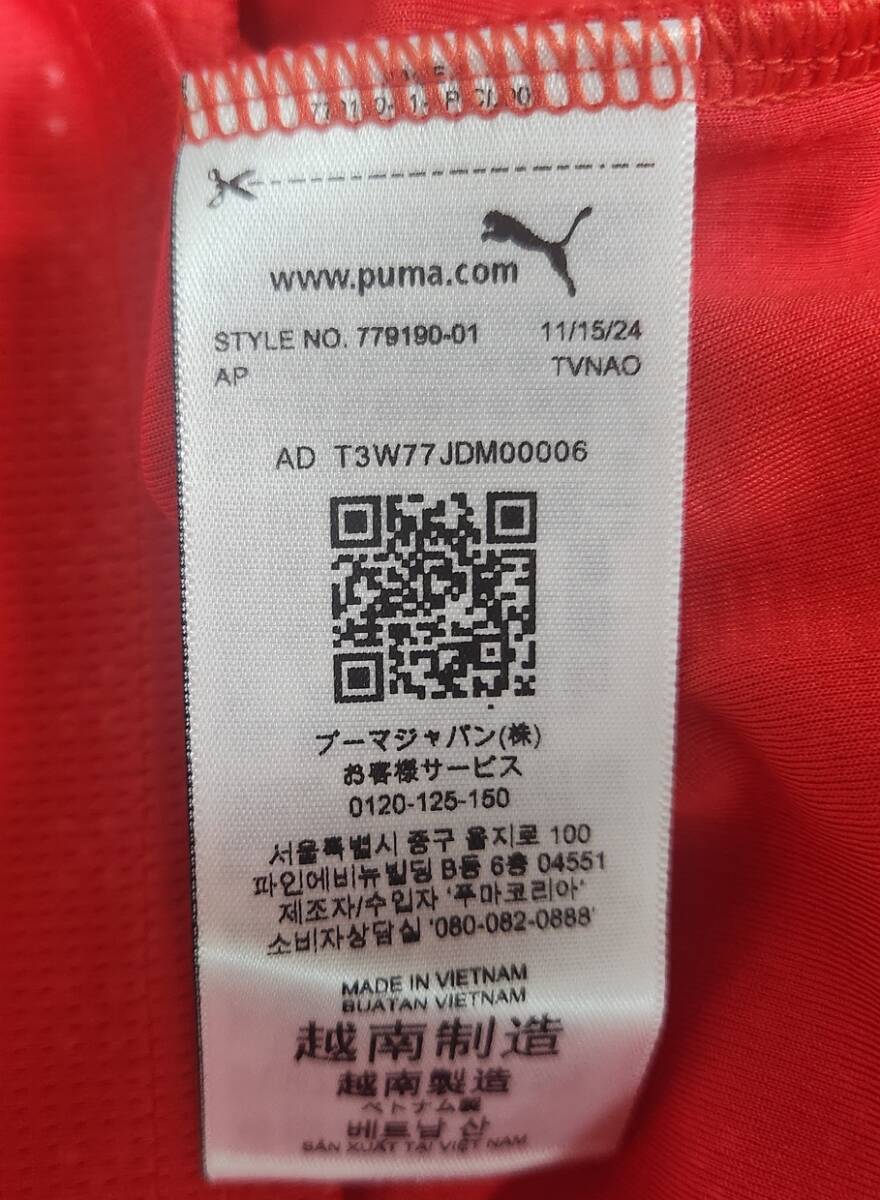 www.puma.com
STYLE NO. 779190-01 11/15/24
AP TVNAO
AD T3W77JDM00006
プーマジャパン(株)
お客様サービス
0120-125-150
서울특별시 중구 을지로 100
파인에비뉴빌딩 B동 6층 04551
제조자/수입자 '푸마코리아'
소비자상담실 '080-082-0888'
MADE IN VIETNAM
BUATAN VIETNAM
越南制造
越南製造
ベトナム製
베트남 산
SẢN XUẤT TẠI VIỆT NAM